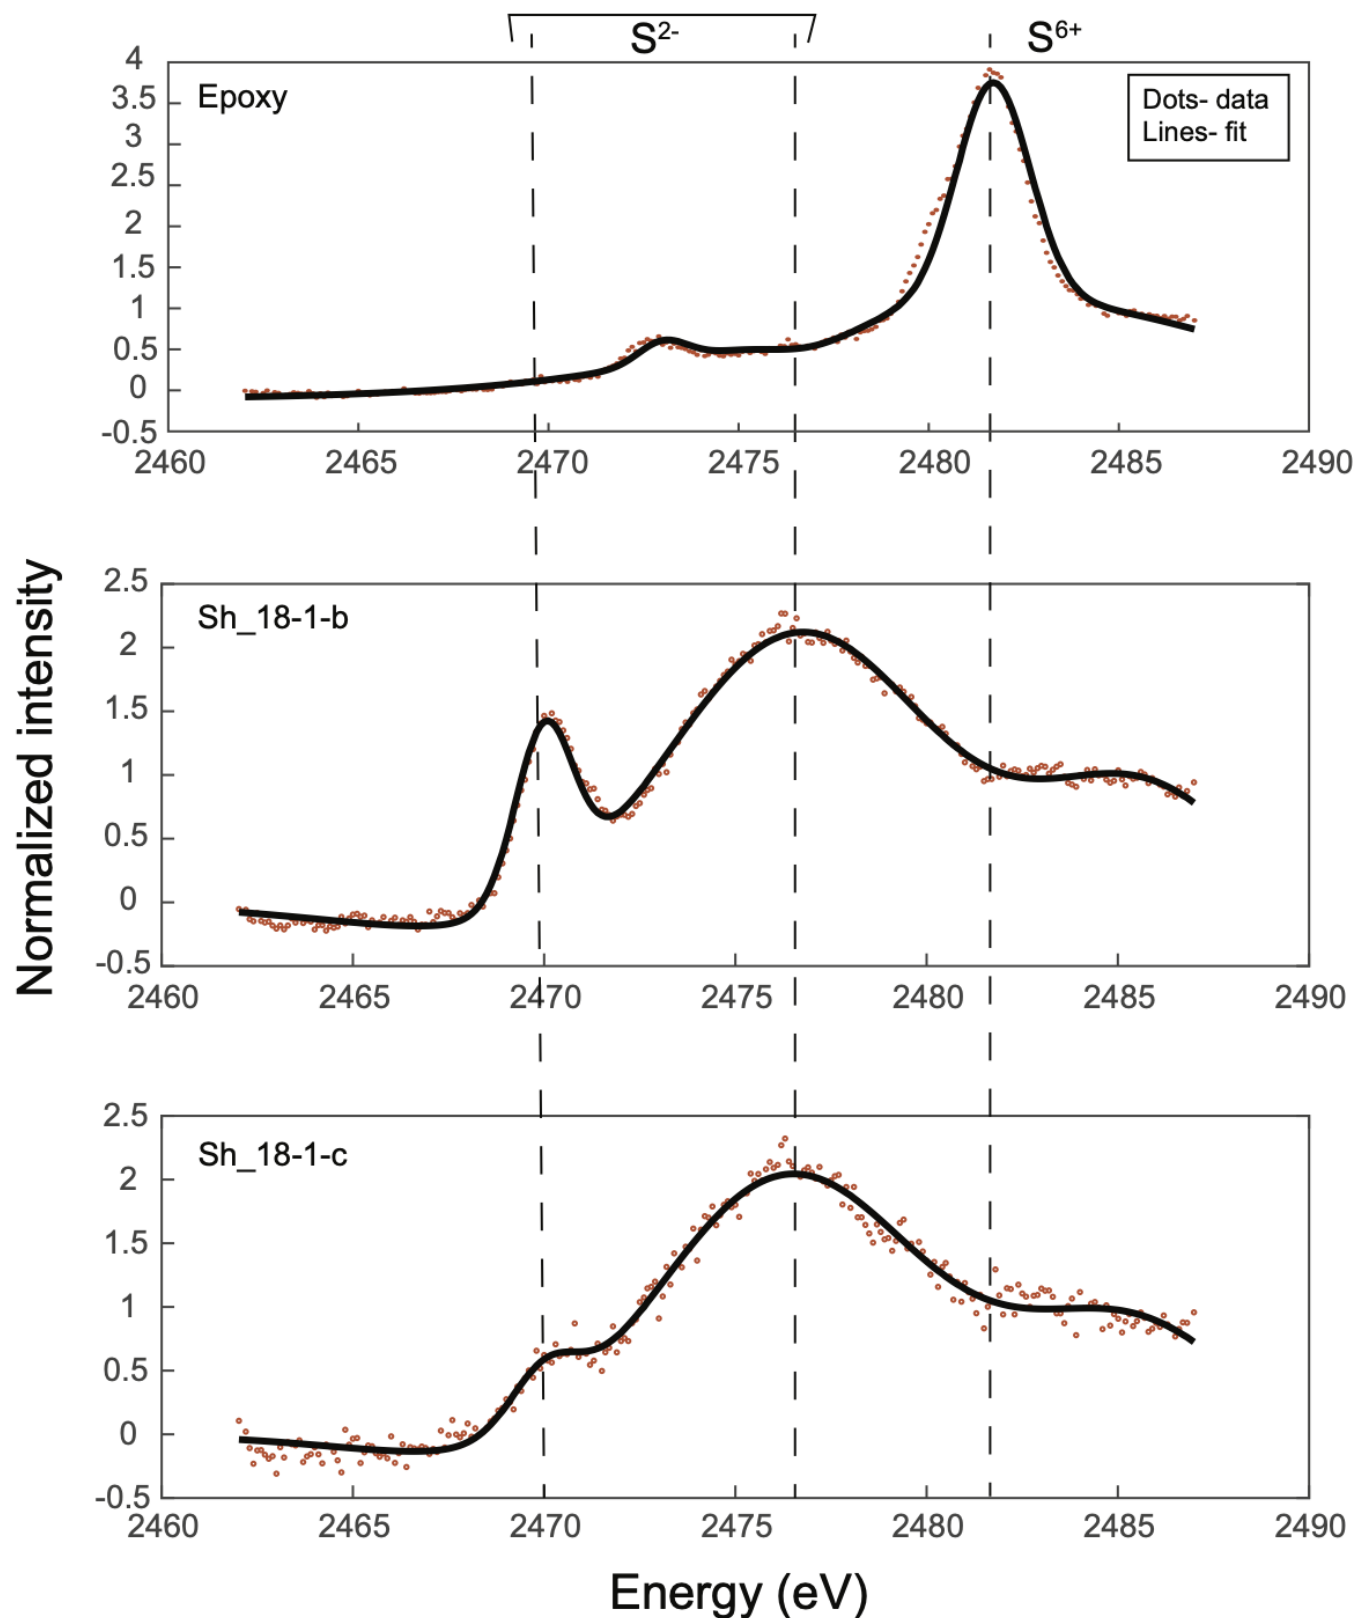 S²⁻
S⁶⁺
Epoxy
Dots- data
Lines- fit
4
3.5
3
2.5
2
1.5
1
0.5
0
-0.5
2460 2465 2470 2475 2480 2485 2490
Normalized intensity
Sh_18-1-b
2.5
2
1.5
1
0.5
0
-0.5
2460 2465 2470 2475 2480 2485 2490
Sh_18-1-c
2.5
2
1.5
1
0.5
0
-0.5
2460 2465 2470 2475 2480 2485 2490
Energy (eV)